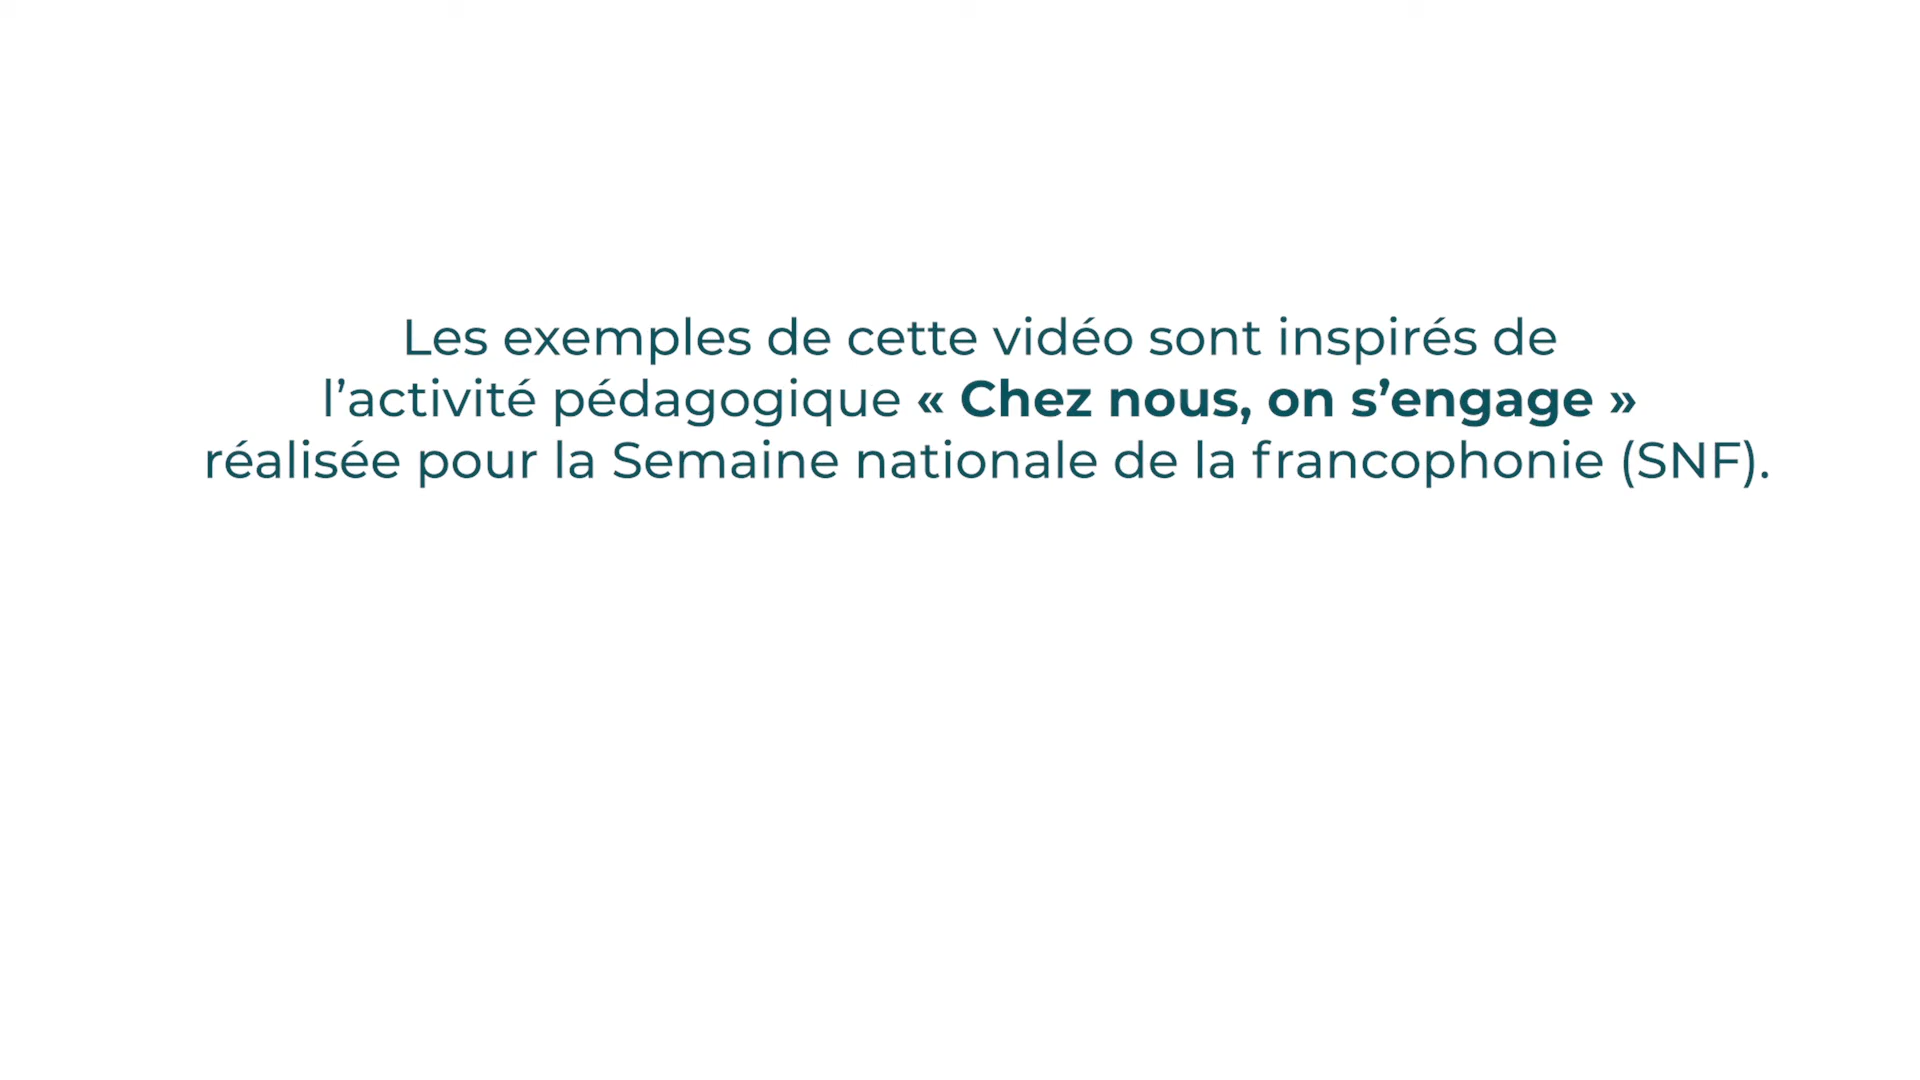 Les exemples de cette vidéo sont inspirés de
l’activité pédagogique « Chez nous, on s’engage »
réalisée pour la Semaine nationale de la francophonie (SNF).